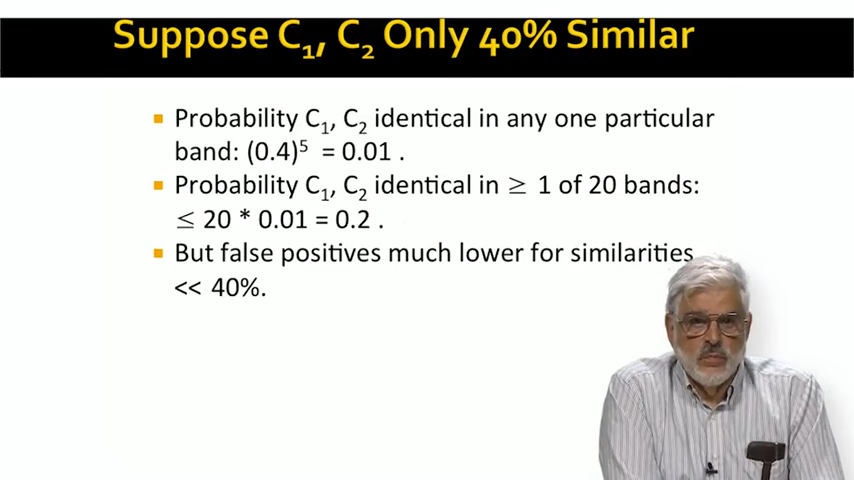 Suppose C₁, C₂ Only 40% Similar
Probability C₁, C₂ identical in any one particular
band: (0.4)⁵ = 0.01 .
Probability C₁, C₂ identical in ≥ 1 of 20 bands:
≤ 20 * 0.01 = 0.2 .
But false positives much lower for similarities
<< 40%.